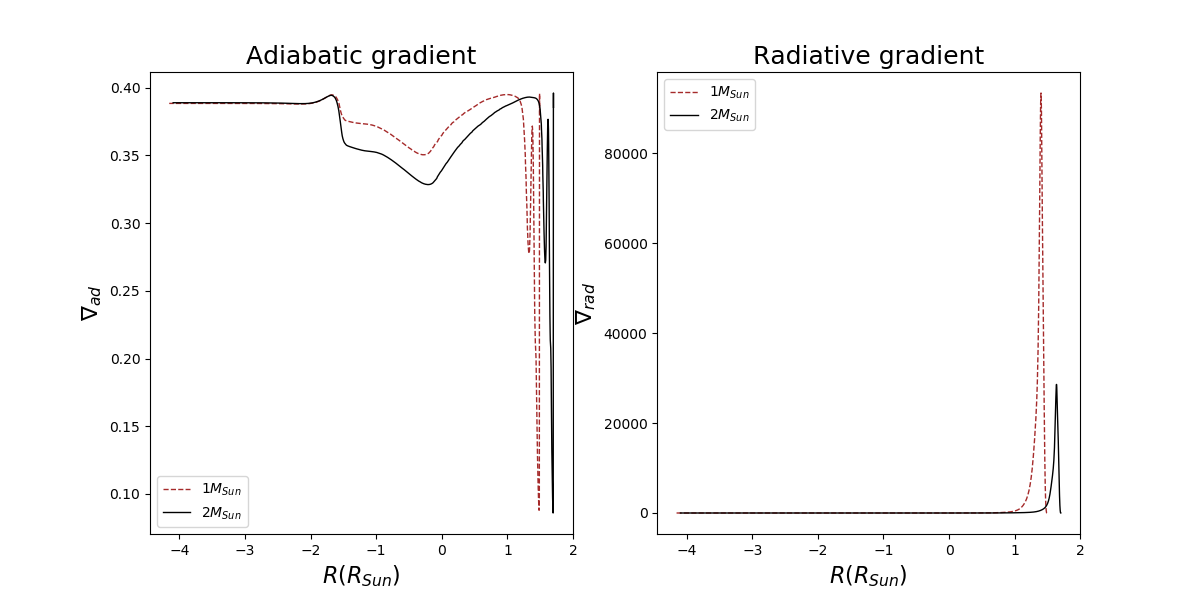 Adiabatic gradient
0.40
0.35
0.30
0.25
0.20
0.15
0.10
∇ad
−4 −3 −2 −1 0 1 2
R(RSun)
1MSun
2MSun
Radiative gradient
80000
60000
40000
20000
0
∇rad
−4 −3 −2 −1 0 1 2
R(RSun)
1MSun
2MSun